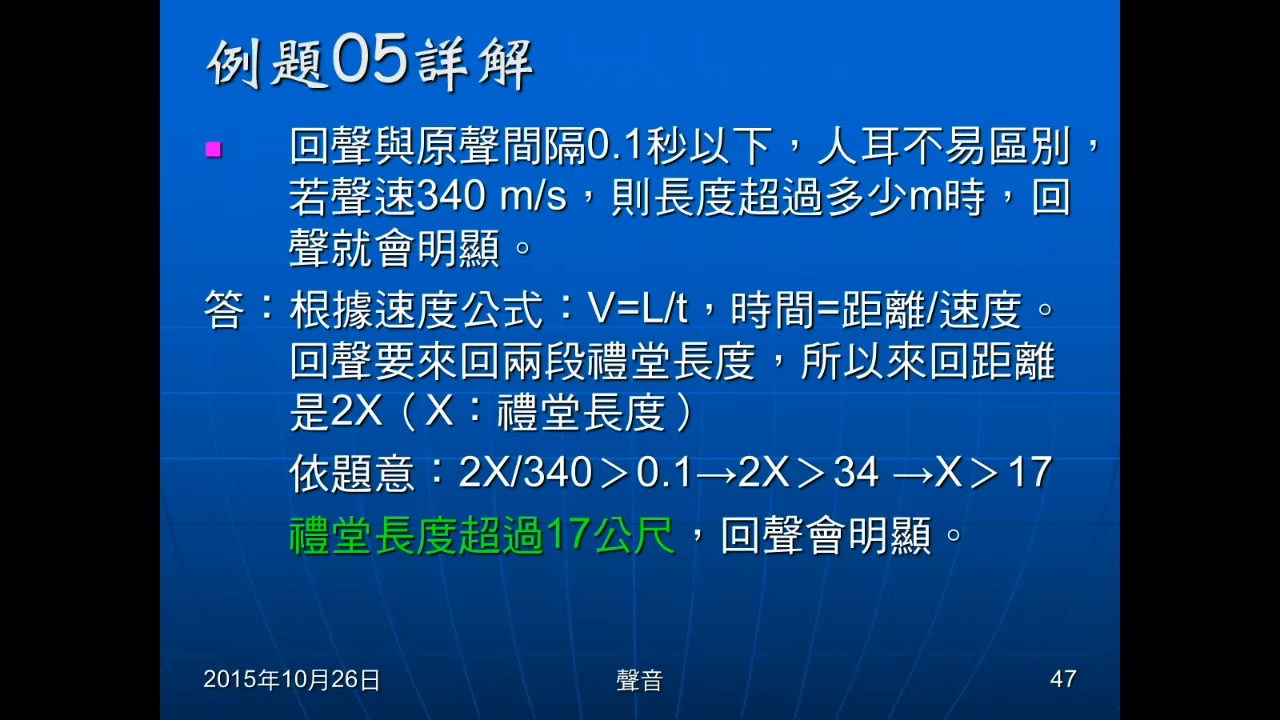 例題05詳解
回聲與原聲間隔0.1秒以下，人耳不易區別，
若聲速340 m/s，則長度超過多少m時，回
聲就會明顯。
答：根據速度公式：V=L/t，時間=距離/速度。
回聲要來回兩段禮堂長度，所以來回距離
是2X（X：禮堂長度）
依題意：2X/340＞0.1→2X＞34 →X＞17
禮堂長度超過17公尺，回聲會明顯。
2015年10月26日
聲音
47